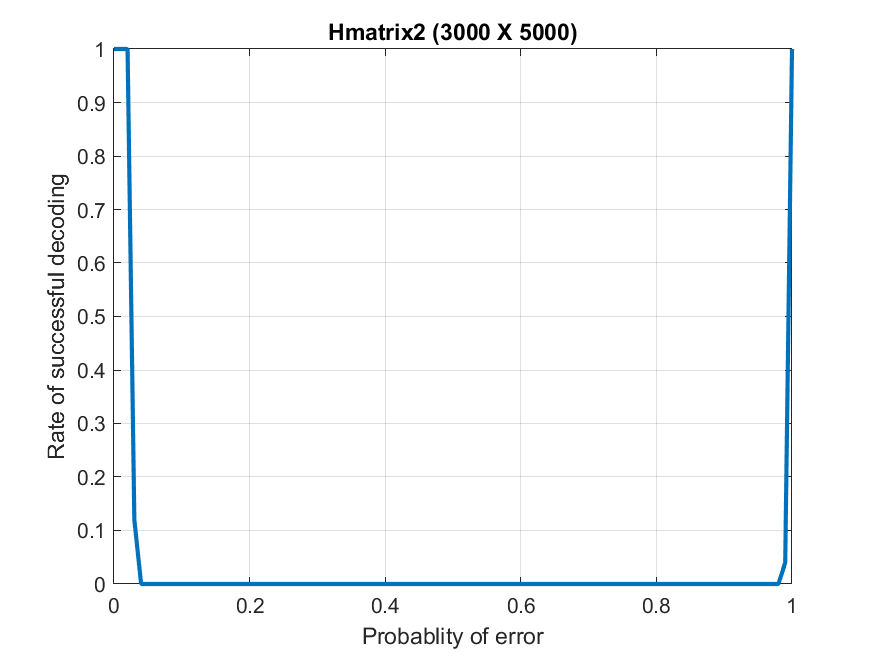 Hmatrix2 (3000 X 5000)
1
0.9
0.8
0.7
0.6
0.5
0.4
0.3
0.2
0.1
0
Rate of successful decoding
0 0.2 0.4 0.6 0.8 1
Probablity of error